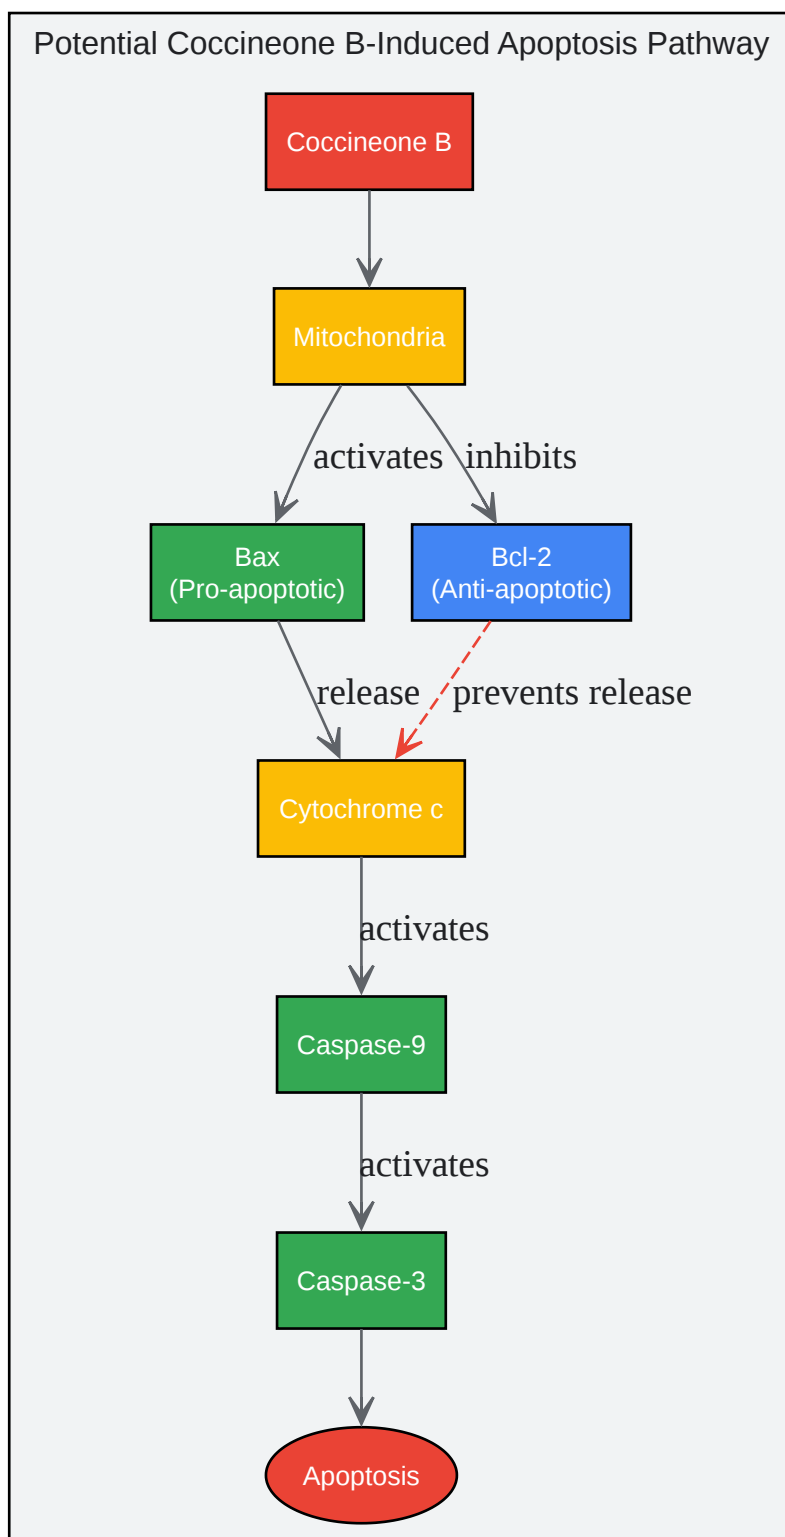 Potential Coccineone B-Induced Apoptosis Pathway
Coccineone B
Mitochondria
activates
inhibits
Bax
(Pro-apoptotic)
Bcl-2
(Anti-apoptotic)
release
prevents release
Cytochrome c
activates
Caspase-9
activates
Caspase-3
Apoptosis